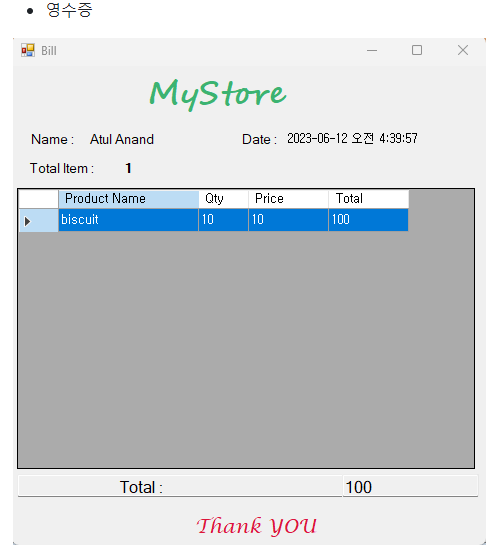 영수증
Bill
MyStore
Name : Atul Anand Date : 2023-06-12 오전 4:39:57
Total Item : 1
Product Name Qty Price Total
biscuit 10 10 100
Total : 100
Thank YOU